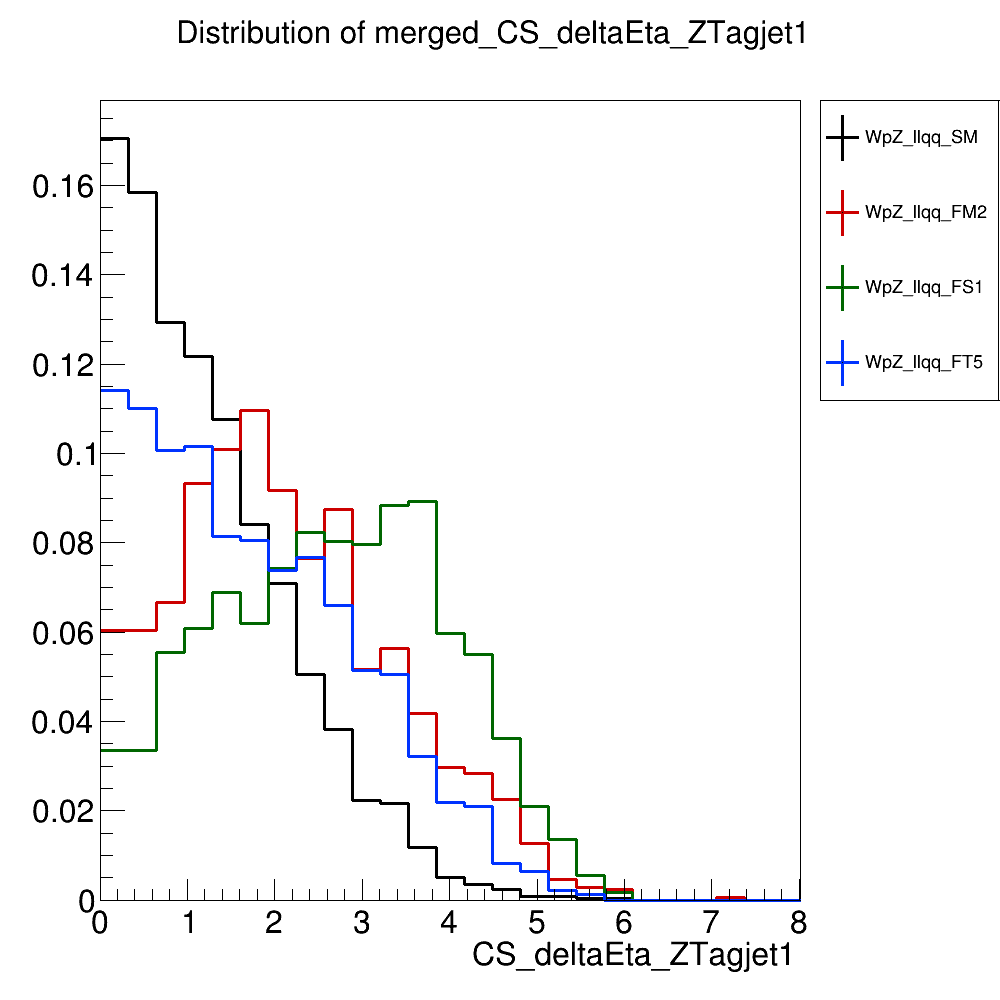 Distribution of merged_CS_deltaEta_ZTagjet1
WpZ_llqq_SM
WpZ_llqq_FM2
WpZ_llqq_FS1
WpZ_llqq_FT5
0.16
0.14
0.12
0.1
0.08
0.06
0.04
0.02
0
0 1 2 3 4 5 6 7 8
CS_deltaEta_ZTagjet1